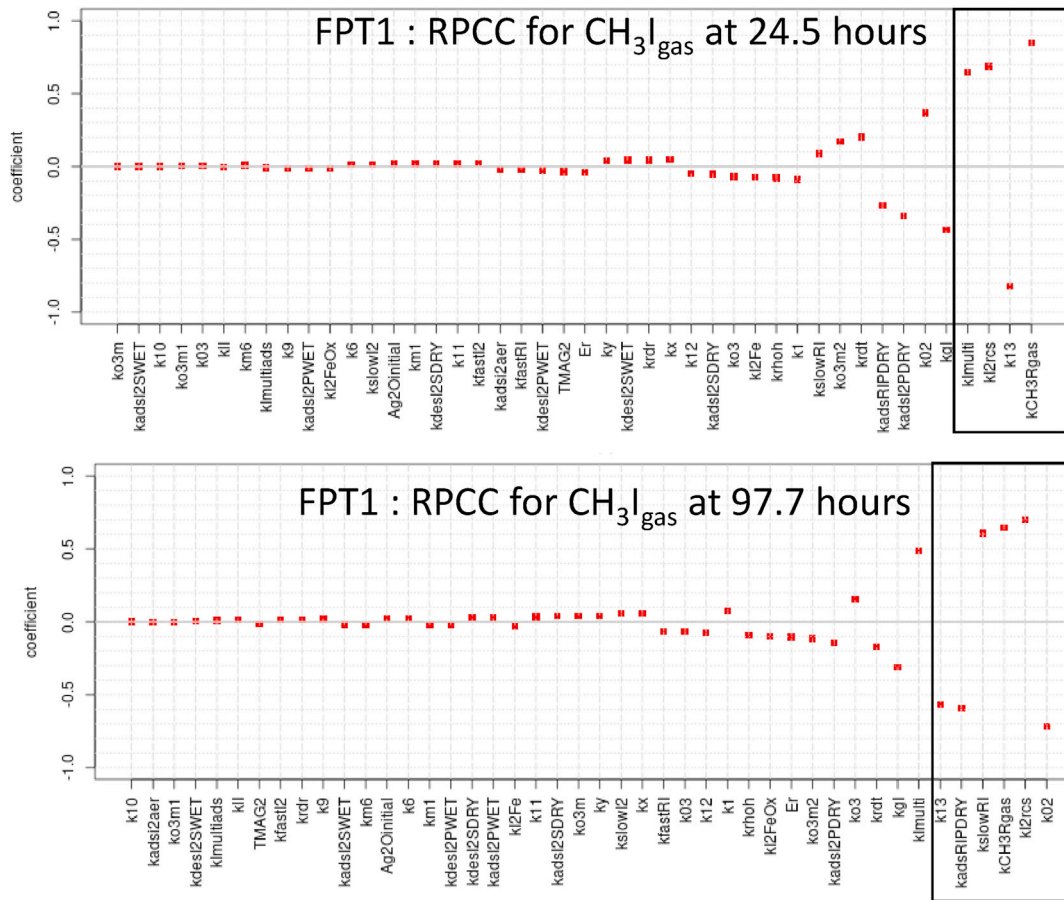 FPT1 : RPCC for CH3Igas at 24.5 hours
coefficient
1.0
0.5
0.0
-0.5
-1.0
ko3m
kadsI2SWET
k10
ko3m1
k03
kII
km6
kImultiads
k9
kadsI2PWET
kI2FeOx
k6
kslowI2
Ag2Oinitial
km1
kdesI2SDRY
k11
kfastI2
kadsi2aer
kfastRI
kdesI2PWET
TMAG2
Er
ky
kdesI2SWET
krdr
kx
k12
kadsI2SDRY
ko3
kI2Fe
krhoh
k1
kslowRI
ko3m2
krdt
kadsRIPDRY
kadsI2PDRY
k02
kgl
kImulti
kI2rcs
k13
kCH3Rgas
FPT1 : RPCC for CH3Igas at 97.7 hours
coefficient
1.0
0.5
0.0
-0.5
-1.0
k10
kadsi2aer
ko3m1
kdesI2SWET
kImultiads
kII
TMAG2
kfastI2
krdr
k9
kadsI2SWET
km6
Ag2Oinitial
k6
km1
kdesI2PWET
kdesI2SDRY
kadsI2PWET
kI2Fe
k11
kadsI2SDRY
ko3m
ky
kslowI2
kx
kfastRI
k03
k12
k1
krhoh
kI2FeOx
Er
ko3m2
kadsI2PDRY
ko3
krdt
kgl
kImulti
k13
kadsRIPDRY
kslowRI
kCH3Rgas
kI2rcs
k02